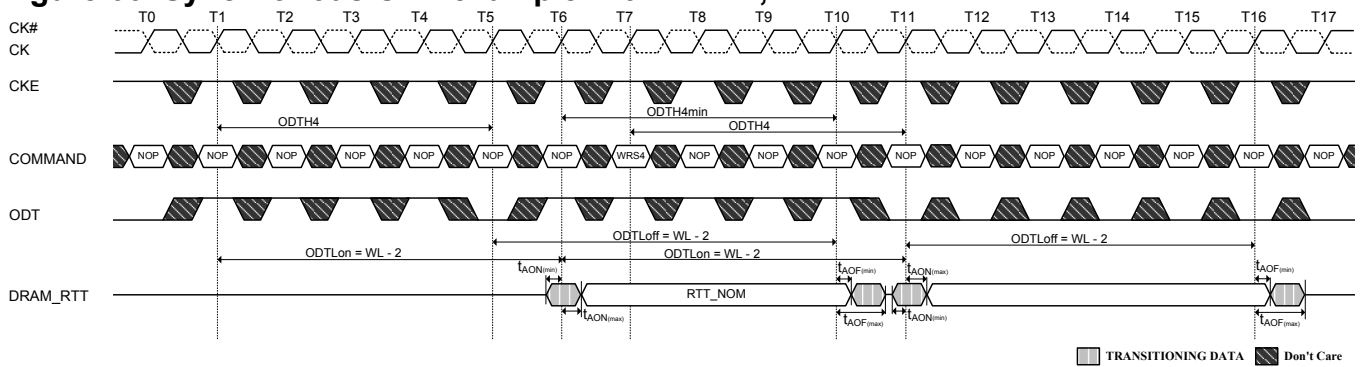 T0 T1 T2 T3 T4 T5 T6 T7 T8 T9 T10 T11 T12 T13 T14 T15 T16 T17
CK#
CK
CKE
ODTH4 ODTH4min
ODTH4
COMMAND NOP NOP NOP NOP NOP NOP NOP WRS4 NOP NOP NOP NOP NOP NOP NOP NOP NOP NOP
ODT
ODTLoff = WL - 2 ODTLoff = WL - 2
ODTLon = WL - 2 ODTLon = WL - 2
tAON(min) tAOF(min) tAON(max) tAOF(min)
DRAM_RTT RTT_NOM
tAON(max) tAOF(max) tAON(min) tAOF(max)
TRANSITIONING DATA Don't Care